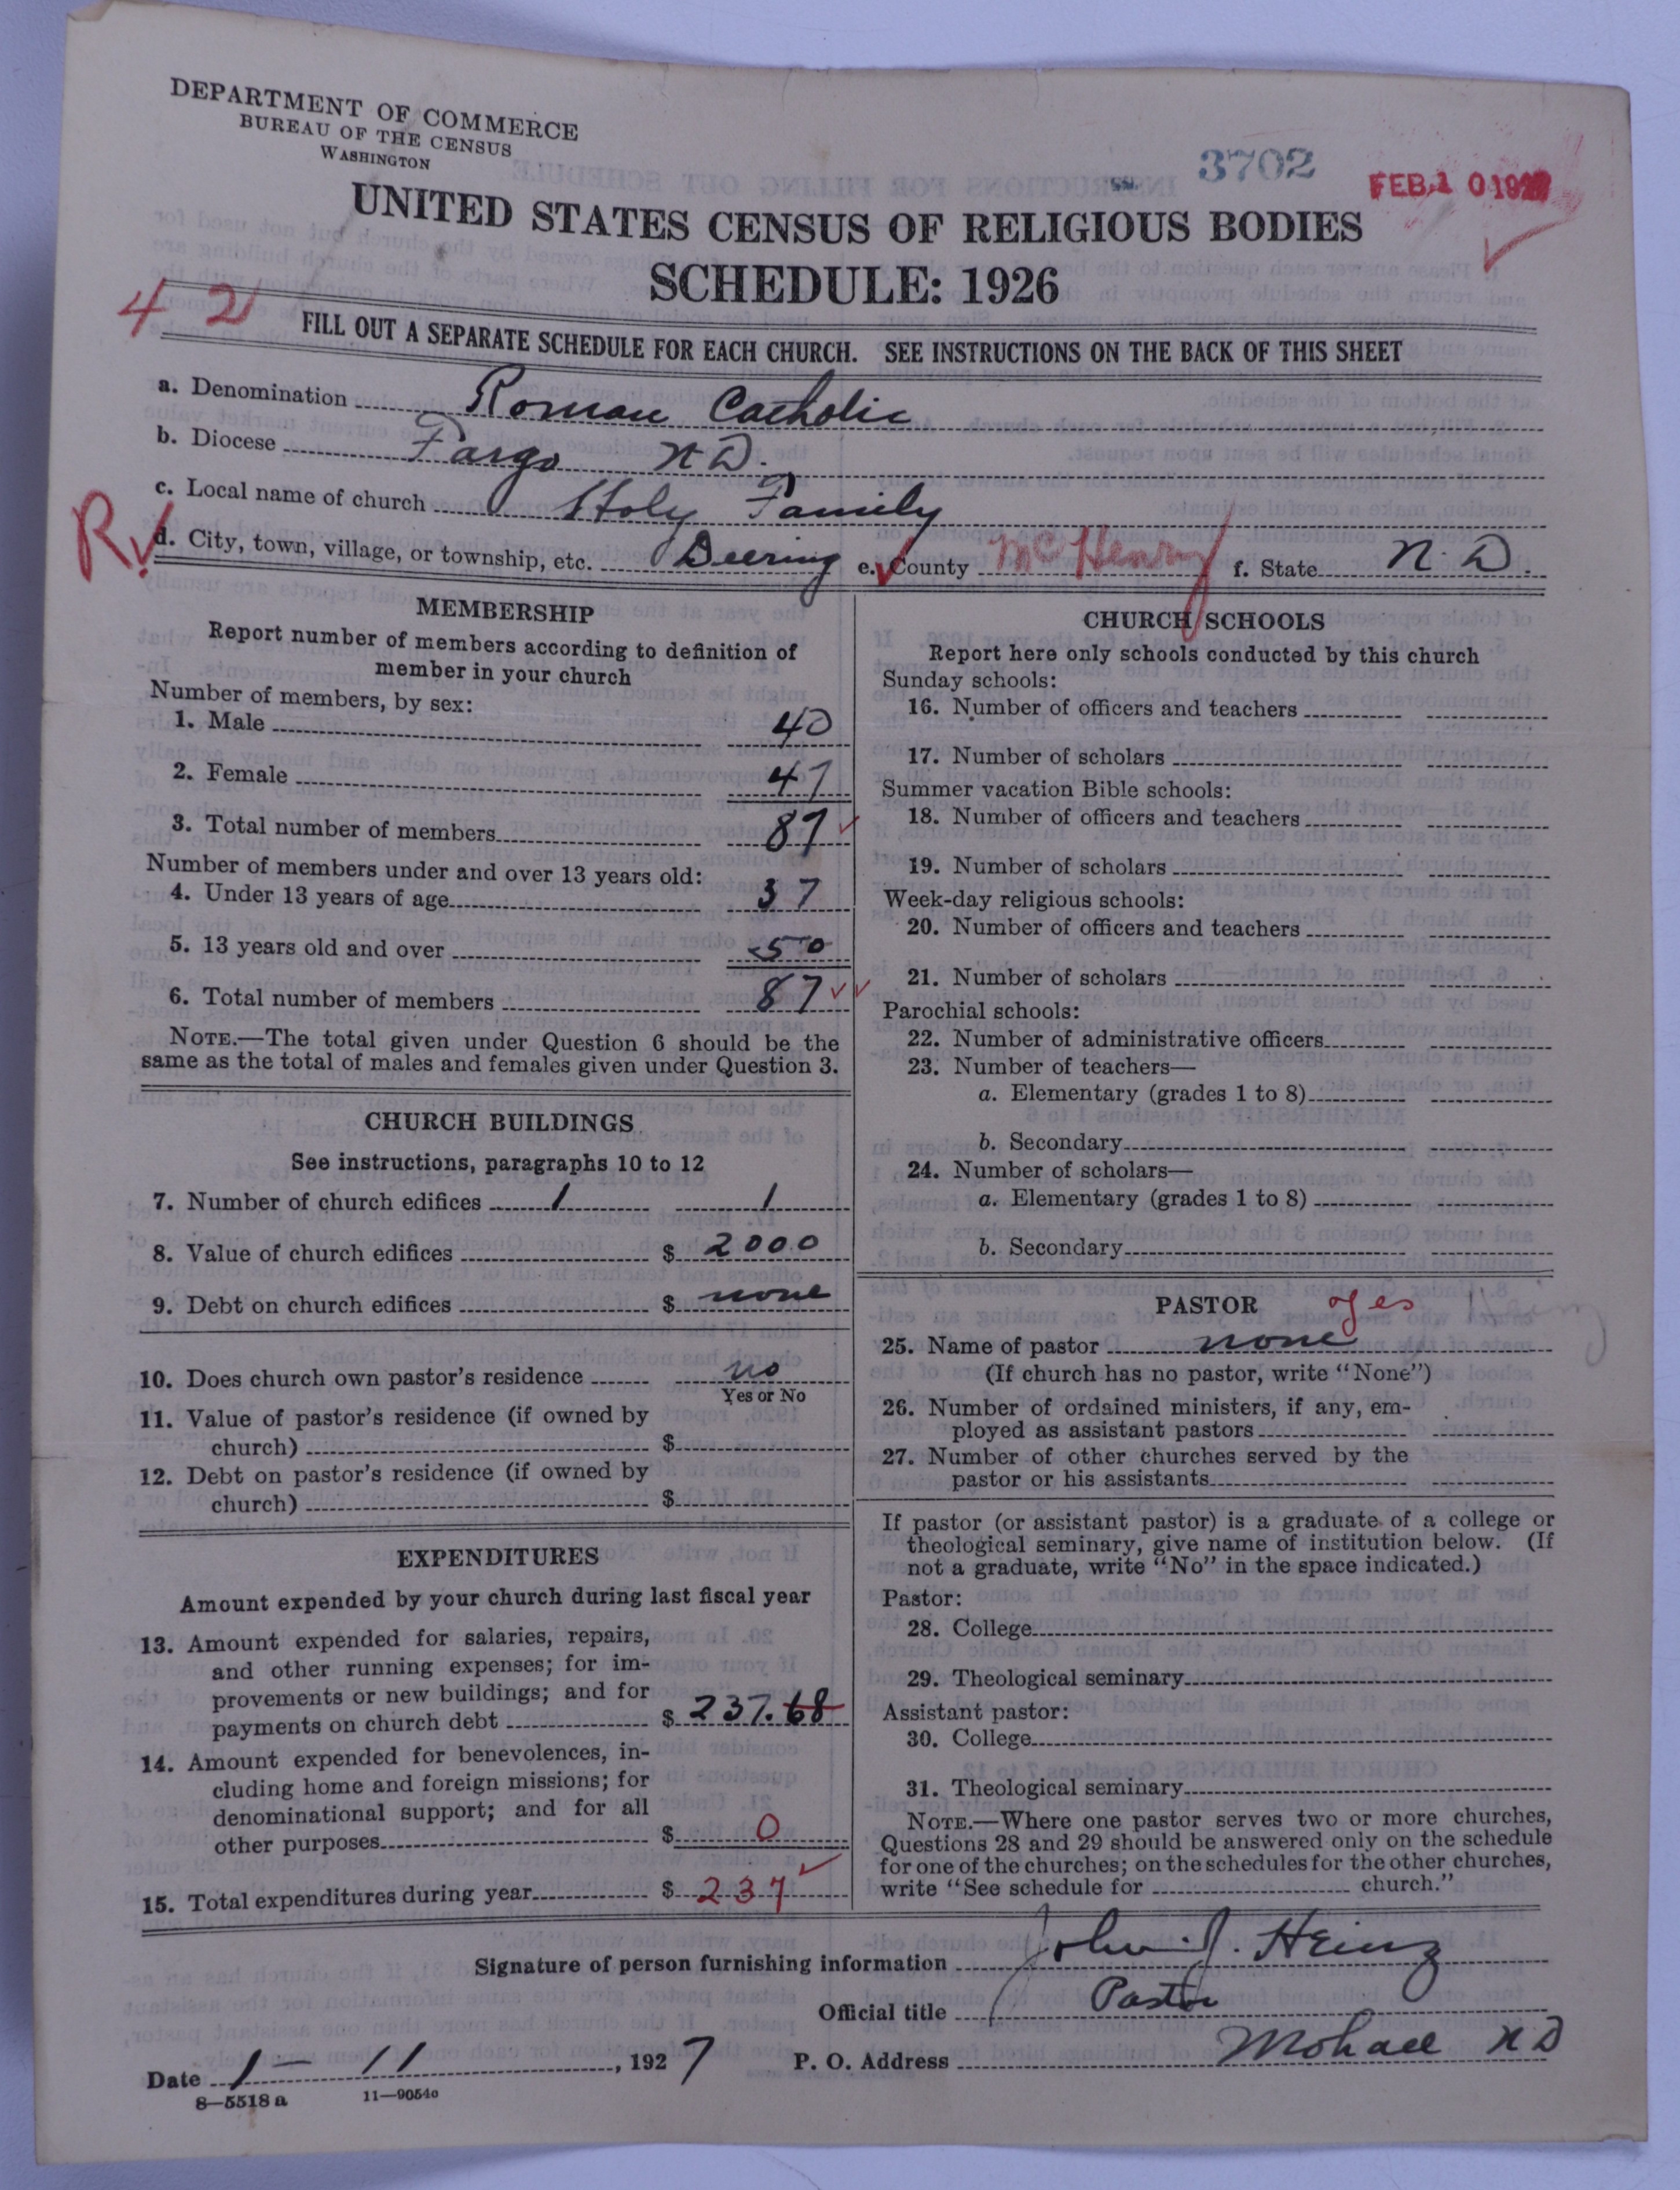 DEPARTMENT OF COMMERCE
BUREAU OF THE CENSUS
WASHINGTON
3702
FEB 10 1927
UNITED STATES CENSUS OF RELIGIOUS BODIES
SCHEDULE: 1926
4 21
FILL OUT A SEPARATE SCHEDULE FOR EACH CHURCH. SEE INSTRUCTIONS ON THE BACK OF THIS SHEET
a. Denomination Roman Catholic
b. Diocese Fargo N D.
c. Local name of church Holy Family
R d. City, town, village, or township, etc. Deering e. County McHenry f. State N. D.
MEMBERSHIP
Report number of members according to definition of
member in your church
Number of members, by sex:
1. Male 40
2. Female 47
3. Total number of members 87
Number of members under and over 13 years old:
4. Under 13 years of age 37
5. 13 years old and over 50
6. Total number of members 87
NOTE.—The total given under Question 6 should be the
same as the total of males and females given under Question 3.
CHURCH BUILDINGS
See instructions, paragraphs 10 to 12
7. Number of church edifices 1 1
8. Value of church edifices $ 2000
9. Debt on church edifices $ none
10. Does church own pastor's residence no
Yes or No
11. Value of pastor's residence (if owned by
church) $
12. Debt on pastor's residence (if owned by
church) $
EXPENDITURES
Amount expended by your church during last fiscal year
13. Amount expended for salaries, repairs,
and other running expenses; for im-
provements or new buildings; and for
payments on church debt $ 237.68
14. Amount expended for benevolences, in-
cluding home and foreign missions; for
denominational support; and for all
other purposes $ 0
15. Total expenditures during year $ 237
CHURCH SCHOOLS
Report here only schools conducted by this church
Sunday schools:
16. Number of officers and teachers
17. Number of scholars
Summer vacation Bible schools:
18. Number of officers and teachers
19. Number of scholars
Week-day religious schools:
20. Number of officers and teachers
21. Number of scholars
Parochial schools:
22. Number of administrative officers
23. Number of teachers—
a. Elementary (grades 1 to 8)
b. Secondary
24. Number of scholars—
a. Elementary (grades 1 to 8)
b. Secondary
PASTOR yes
25. Name of pastor none
(If church has no pastor, write "None")
26. Number of ordained ministers, if any, em-
ployed as assistant pastors
27. Number of other churches served by the
pastor or his assistants
If pastor (or assistant pastor) is a graduate of a college or
theological seminary, give name of institution below. (If
not a graduate, write "No" in the space indicated.)
Pastor:
28. College
29. Theological seminary
Assistant pastor:
30. College
31. Theological seminary
NOTE.—Where one pastor serves two or more churches,
Questions 28 and 29 should be answered only on the schedule
for one of the churches; on the schedules for the other churches,
write "See schedule for church."
Signature of person furnishing information John J. Heinz
Official title Pastor
Date 1 - 11, 1927 P. O. Address Mohall N D
8—5518 a 11—9054c